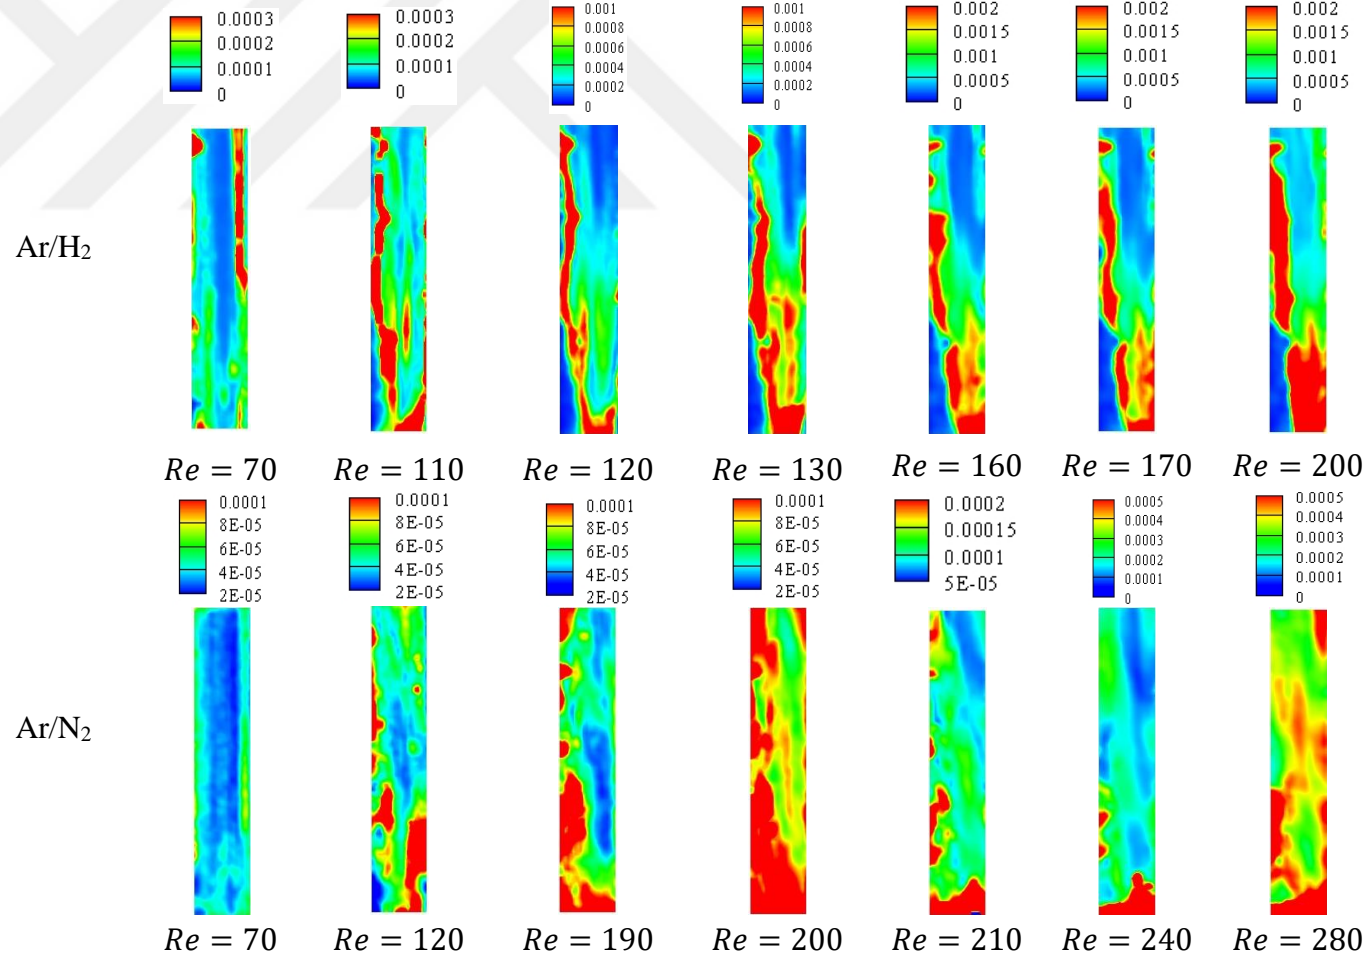 0.0003 0.0003 0.001 0.001 0.002 0.002 0.002
0.0008 0.0008
0.0002 0.0002 0.0006 0.0006 0.0015 0.0015 0.0015
0.0001 0.0001 0.0004 0.0004 0.001 0.001 0.001
0.0002 0.0002 0.0005 0.0005 0.0005
0 0 0 0 0 0 0
Ar/H2
Re = 70 Re = 110 Re = 120 Re = 130 Re = 160 Re = 170 Re = 200
0.0001 0.0001 0.0001 0.0001 0.0002 0.0005 0.0005
8E-05 8E-05 8E-05 8E-05 0.00015 0.0004 0.0004
6E-05 6E-05 6E-05 6E-05 0.0001 0.0003 0.0003
4E-05 4E-05 4E-05 4E-05 5E-05 0.0002 0.0002
2E-05 2E-05 2E-05 2E-05 0.0001 0.0001
0 0
Ar/N2
Re = 70 Re = 120 Re = 190 Re = 200 Re = 210 Re = 240 Re = 280